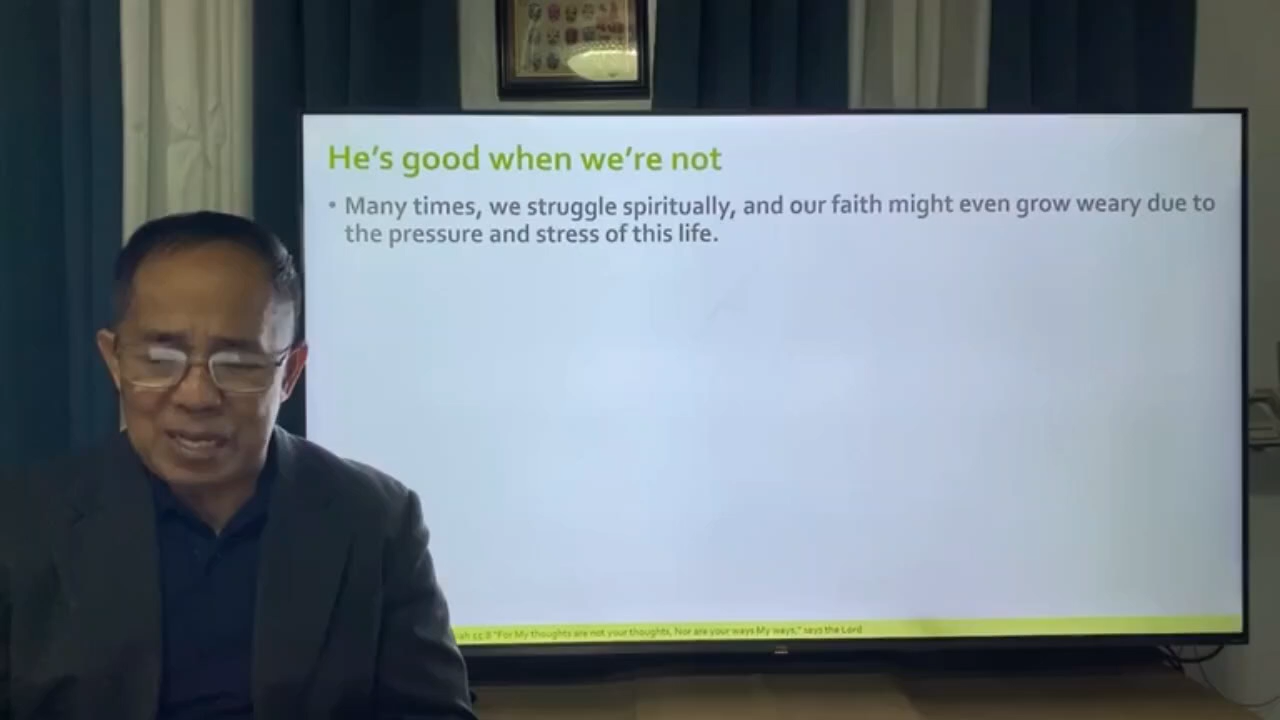 He's good when we're not
• Many times, we struggle spiritually, and our faith might even grow weary due to
the pressure and stress of this life.
"For My thoughts are not your thoughts, Nor are your ways My ways," says the Lord